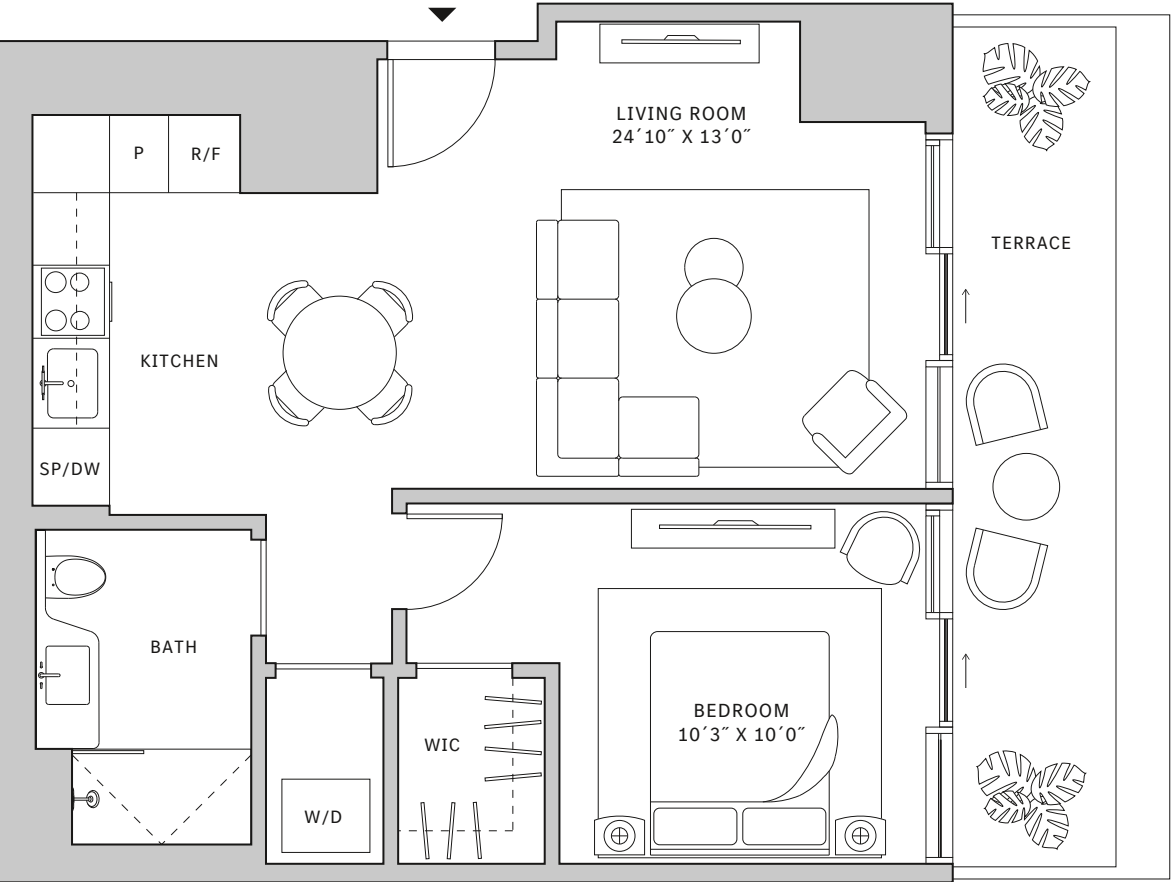 LIVING ROOM
24´10˝ X 13´0˝
P
R/F
TERRACE
KITCHEN
SP/DW
BATH
BEDROOM
10´3˝ X 10´0˝
WIC
W/D